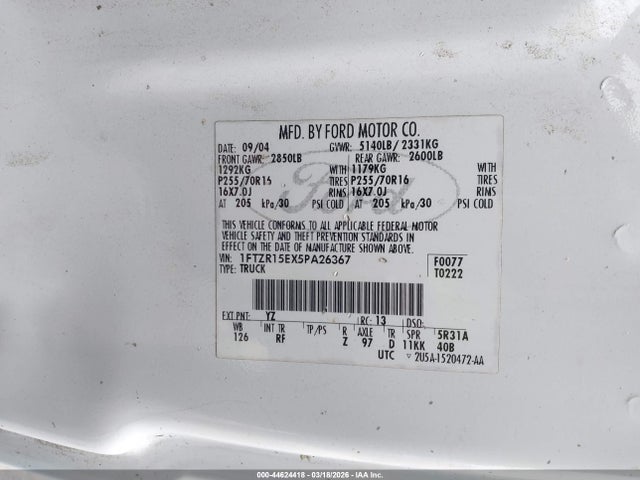 MFD. BY FORD MOTOR CO.
DATE: 09/04 GVWR: 5140LB/ 2331KG
FRONT GAWR: 2850LB REAR GAWR: 2600LB
1292KG WITH 1179KG WITH
P255/70R16 TIRES P255/70R16 TIRES
16X7.0J RIMS 16X7.0J RIMS
AT 205 kPa/30 PSI COLD AT 205 kPa/30 PSI COLD
THIS VEHICLE CONFORMS TO ALL APPLICABLE FEDERAL MOTOR
VEHICLE SAFETY AND THEFT PREVENTION STANDARDS IN
EFFECT ON THE DATE OF MANUFACTURE SHOWN ABOVE.
VIN: 1FTZR15EX5PA26367 F0077
TYPE: TRUCK T0222
Ford
EXT PNT: YZ RC: 13 DSO:
WB INT TR TP/PS R AXLE TR SPR 5R31A
126 RF Z 97 D 11KK 40B
UTC 2U5A-1520472-AA
000-44624418 | 03/18/2026 - IAA Inc.